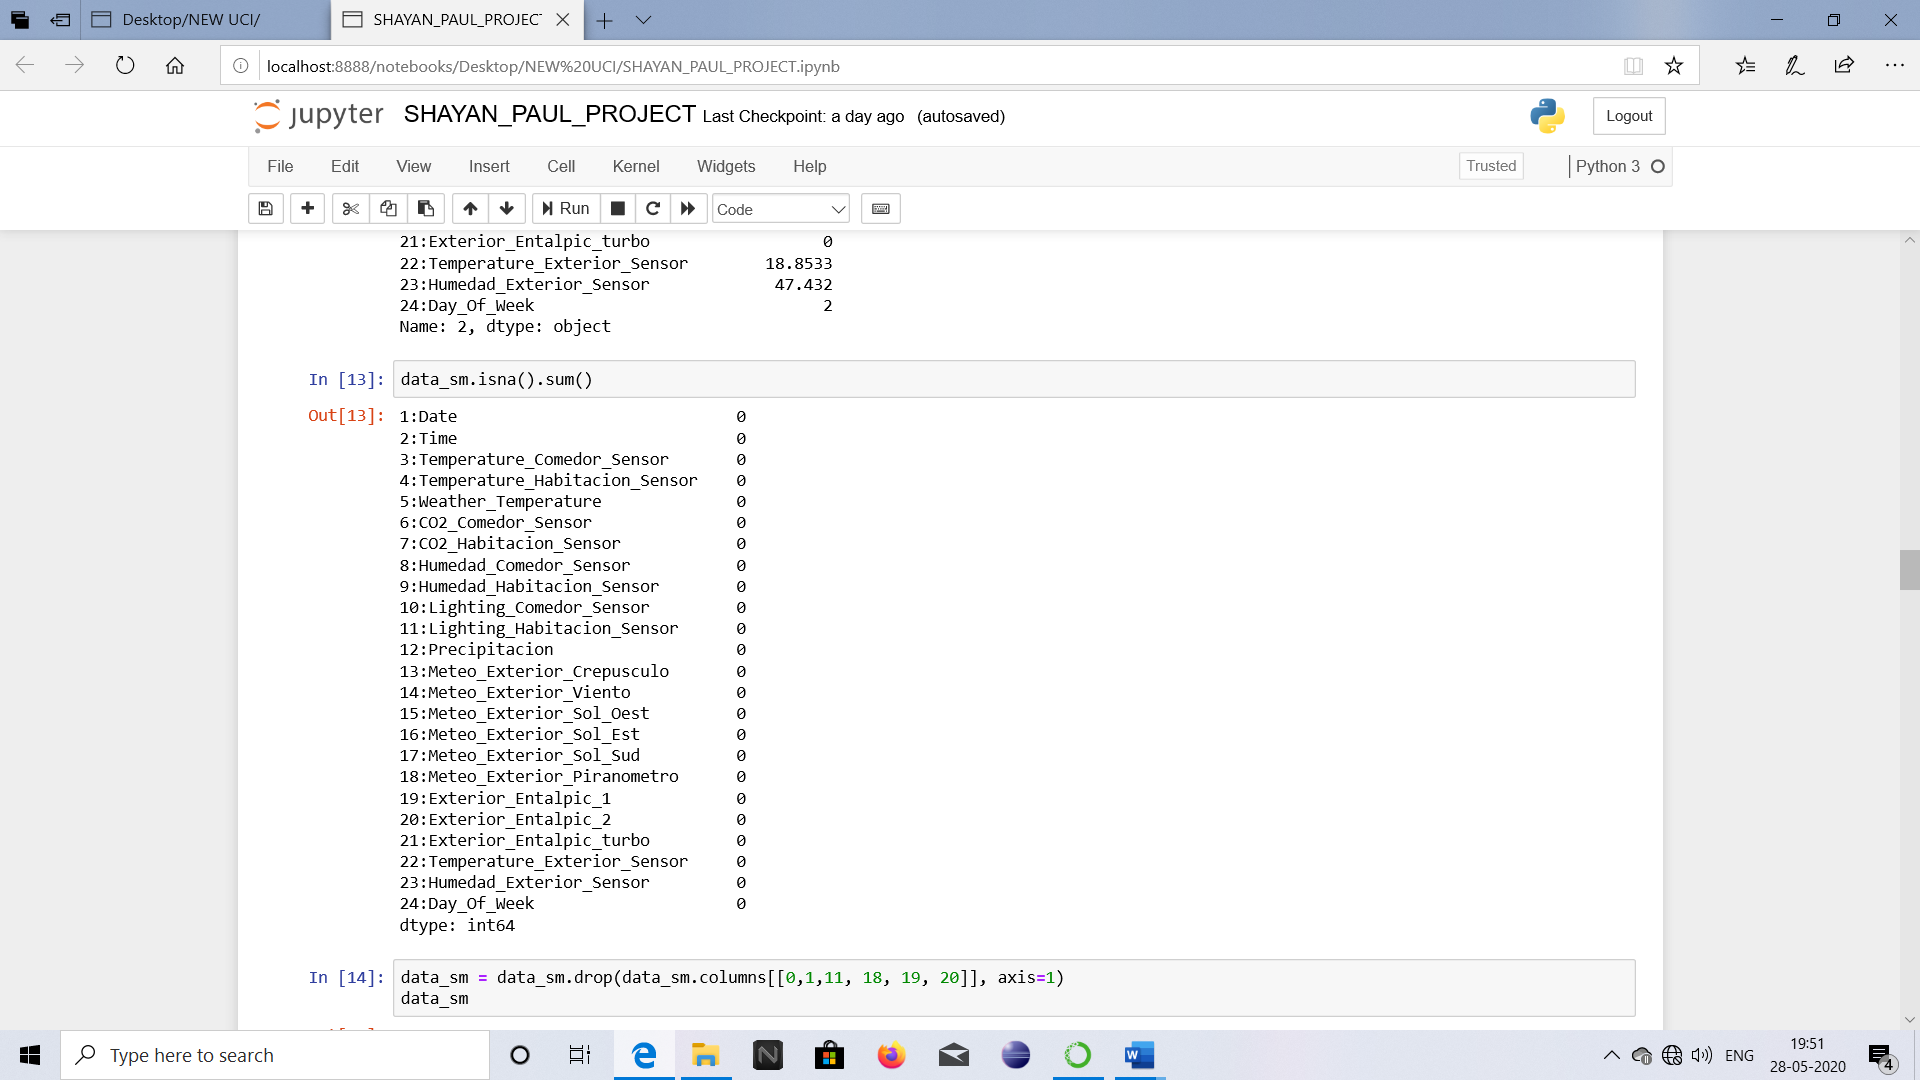 Desktop/NEW UCI/
SHAYAN_PAUL_PROJEC
localhost:8888/notebooks/Desktop/NEW%20UCI/SHAYAN_PAUL_PROJECT.ipynb
jupyter SHAYAN_PAUL_PROJECT Last Checkpoint: a day ago (autosaved) Logout
File Edit View Insert Cell Kernel Widgets Help Trusted Python 3
Run Code
21:Exterior_Entalpic_turbo 0
22:Temperature_Exterior_Sensor 18.8533
23:Humedad_Exterior_Sensor 47.432
24:Day_Of_Week 2
Name: 2, dtype: object
In [13]: data_sm.isna().sum()
Out[13]: 1:Date 0
2:Time 0
3:Temperature_Comedor_Sensor 0
4:Temperature_Habitacion_Sensor 0
5:Weather_Temperature 0
6:CO2_Comedor_Sensor 0
7:CO2_Habitacion_Sensor 0
8:Humedad_Comedor_Sensor 0
9:Humedad_Habitacion_Sensor 0
10:Lighting_Comedor_Sensor 0
11:Lighting_Habitacion_Sensor 0
12:Precipitacion 0
13:Meteo_Exterior_Crepusculo 0
14:Meteo_Exterior_Viento 0
15:Meteo_Exterior_Sol_Oest 0
16:Meteo_Exterior_Sol_Est 0
17:Meteo_Exterior_Sol_Sud 0
18:Meteo_Exterior_Piranometro 0
19:Exterior_Entalpic_1 0
20:Exterior_Entalpic_2 0
21:Exterior_Entalpic_turbo 0
22:Temperature_Exterior_Sensor 0
23:Humedad_Exterior_Sensor 0
24:Day_Of_Week 0
dtype: int64
In [14]: data_sm = data_sm.drop(data_sm.columns[[0,1,11, 18, 19, 20]], axis=1)
data_sm
Type here to search
ENG
19:51
28-05-2020
4